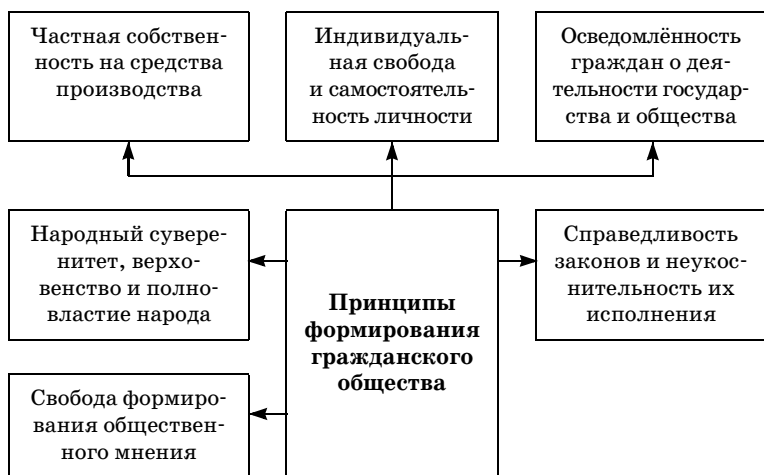 Частная собствен-
ность на средства
производства
Индивидуаль-
ная свобода
и самостоятель-
ность личности
Осведомлённость
граждан о дея-
тельности государ-
ства и общества
Народный сувере-
нитет, верхо-
венство и полно-
властие народа
Принципы
формирования
гражданского
общества
Справедливость
законов и неукос-
нительность их
исполнения
Свобода формиро-
вания обществен-
ного мнения